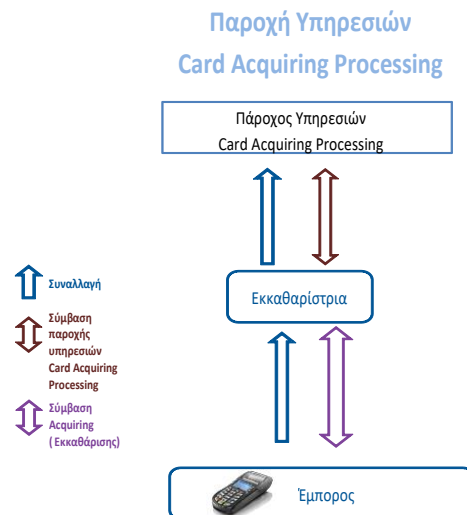 Παροχή Υπηρεσιών
Card Acquiring Processing
Πάροχος Υπηρεσιών
Card Acquiring Processing
Εκκαθαρίστρια
Συναλλαγή
Σύμβαση
παροχής
υπηρεσιών
Card Acquiring
Processing
Σύμβαση
Acquiring
( Εκκαθάρισης)
Έμπορος